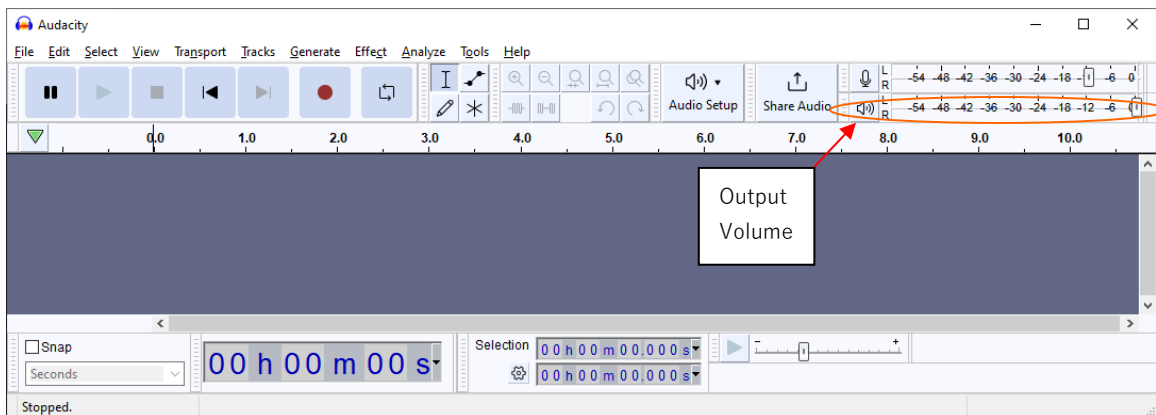 Audacity
File Edit Select View Transport Tracks Generate Effect Analyze Tools Help
L -54 -48 -42 -36 -30 -24 -18 -6 0
R
Audio Setup Share Audio
L -54 -48 -42 -36 -30 -24 -18 -12 -6
R
0.0 1.0 2.0 3.0 4.0 5.0 6.0 7.0 8.0 9.0 10.0
Output
Volume
Snap
Seconds
00 h 00 m 00 s
Selection
00 h 00 m 00.000 s
00 h 00 m 00.000 s
- +
Stopped.